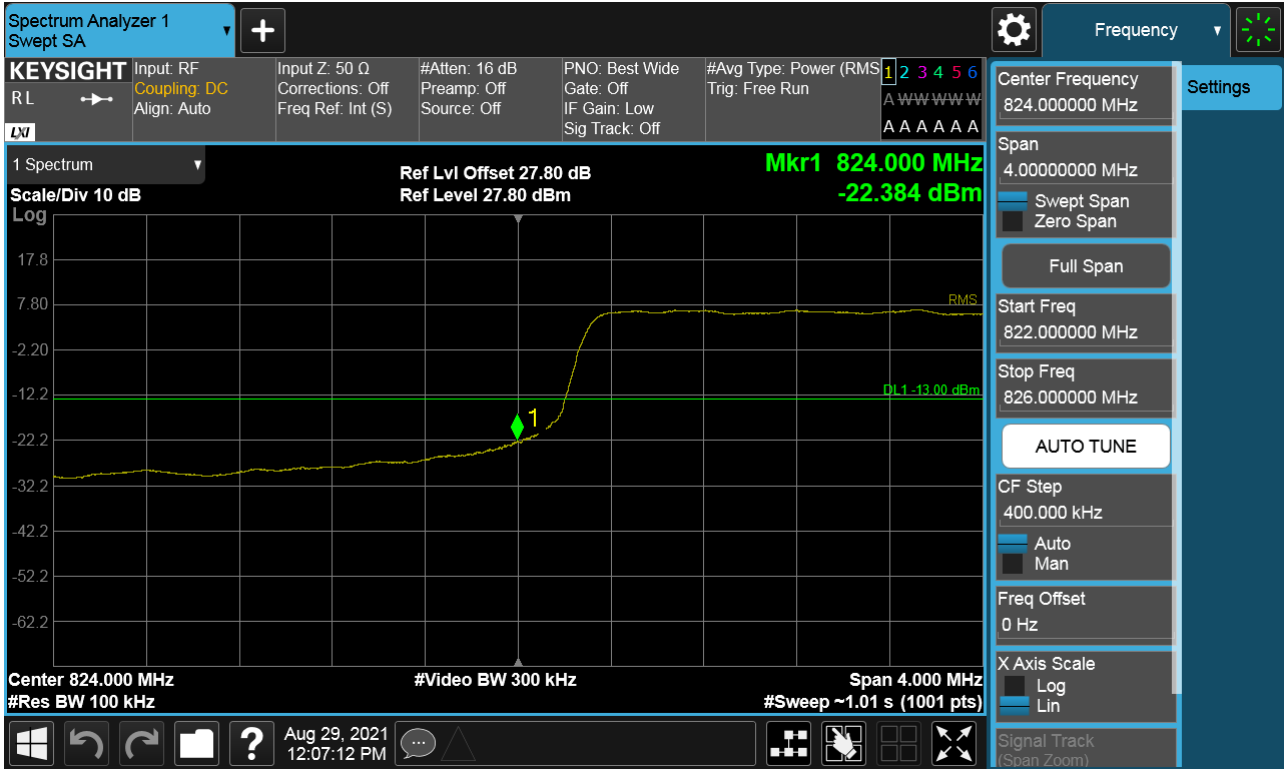 Spectrum Analyzer 1
Swept SA
Frequency
KEYSIGHT
R L
LXI
Input: RF
Coupling: DC
Align: Auto
Input Z: 50 Ω
Corrections: Off
Freq Ref: Int (S)
#Atten: 16 dB
Preamp: Off
Source: Off
PNO: Best Wide
Gate: Off
IF Gain: Low
Sig Track: Off
#Avg Type: Power (RMS
Trig: Free Run
1 2 3 4 5 6
A W W W W W
A A A A A A
1 Spectrum
Scale/Div 10 dB
Log
Ref Lvl Offset 27.80 dB
Ref Level 27.80 dBm
Mkr1 824.000 MHz
-22.384 dBm
17.8
7.80
-2.20
-12.2
-22.2
-32.2
-42.2
-52.2
-62.2
RMS
DL1 -13.00 dBm
1
Center 824.000 MHz
#Res BW 100 kHz
#Video BW 300 kHz
Span 4.000 MHz
#Sweep ~1.01 s (1001 pts)
Center Frequency
824.000000 MHz
Span
4.00000000 MHz
Swept Span
Zero Span
Full Span
Start Freq
822.000000 MHz
Stop Freq
826.000000 MHz
AUTO TUNE
CF Step
400.000 kHz
Auto
Man
Freq Offset
0 Hz
X Axis Scale
Log
Lin
Signal Track
(Span Zoom)
Settings
?
Aug 29, 2021
12:07:12 PM